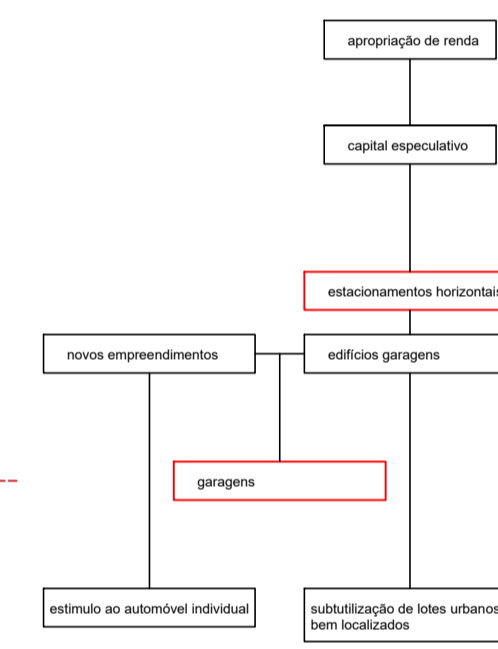 apropriação de renda
capital especulativo
estacionamentos horizontais
novos empreendimentos
edifícios garagens
garagens
estimulo ao automóvel individual
subtutilização de lotes urbanos
bem localizados